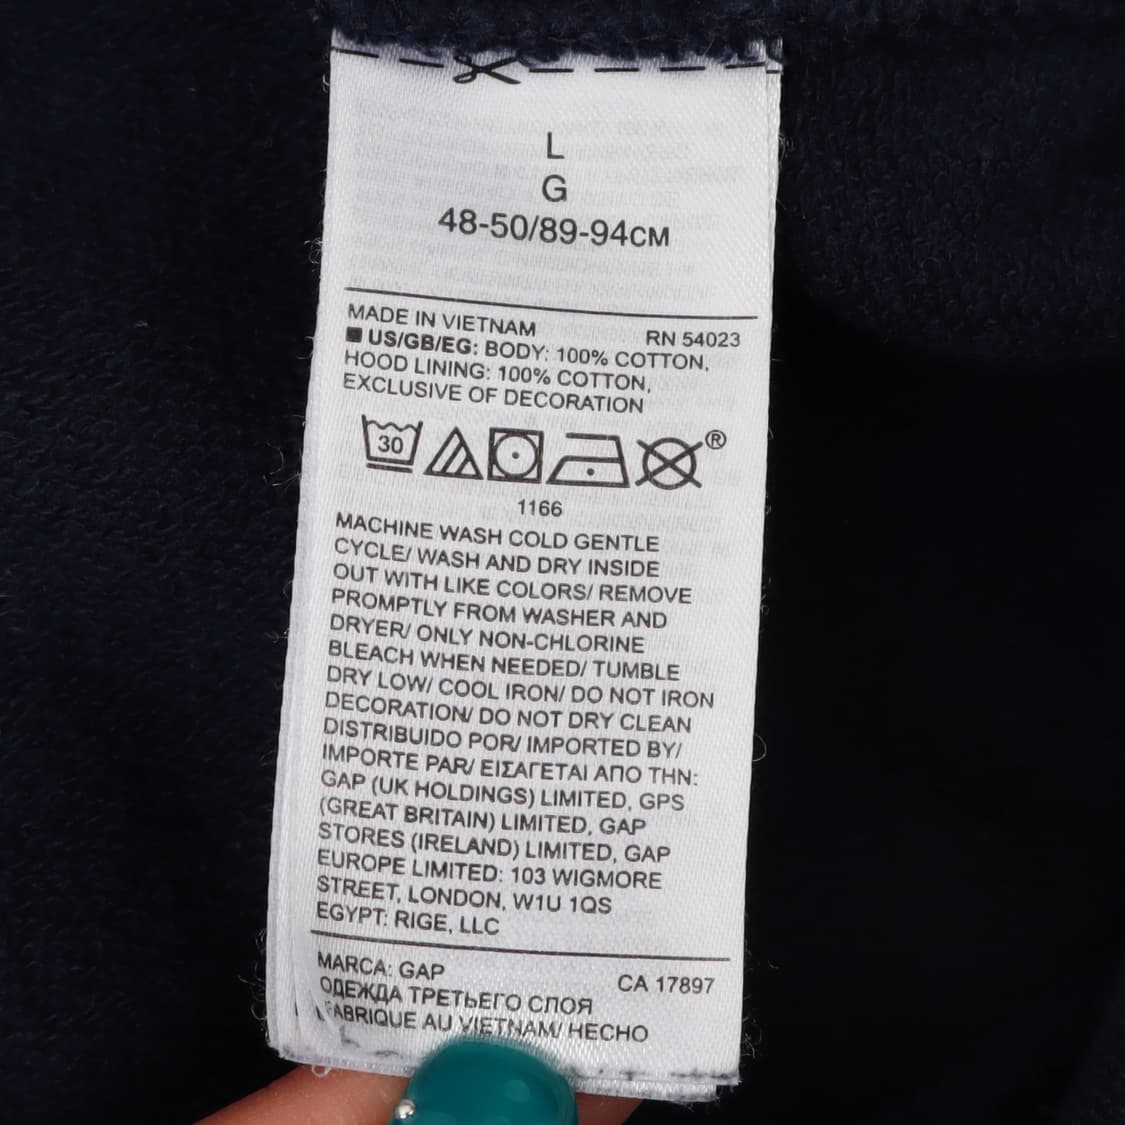 L
G
48-50/89-94CM
MADE IN VIETNAM RN 54023
US/GB/EG: BODY: 100% COTTON,
HOOD LINING: 100% COTTON,
EXCLUSIVE OF DECORATION
30 ®
1166
MACHINE WASH COLD GENTLE
CYCLE/ WASH AND DRY INSIDE
OUT WITH LIKE COLORS/ REMOVE
PROMPTLY FROM WASHER AND
DRYER/ ONLY NON-CHLORINE
BLEACH WHEN NEEDED/ TUMBLE
DRY LOW/ COOL IRON/ DO NOT IRON
DECORATION/ DO NOT DRY CLEAN
DISTRIBUIDO POR/ IMPORTED BY/
IMPORTE PAR/ ΕΙΣΑΓΕΤΑΙ ΑΠΟ ΤΗΝ:
GAP (UK HOLDINGS) LIMITED, GPS
(GREAT BRITAIN) LIMITED, GAP
STORES (IRELAND) LIMITED, GAP
EUROPE LIMITED: 103 WIGMORE
STREET, LONDON, W1U 1QS
EGYPT: RIGE, LLC
MARCA: GAP CA 17897
ОДЕЖДА ТРЕТЬЕГО СЛОЯ
FABRIQUE AU VIETNAM/ HECHO